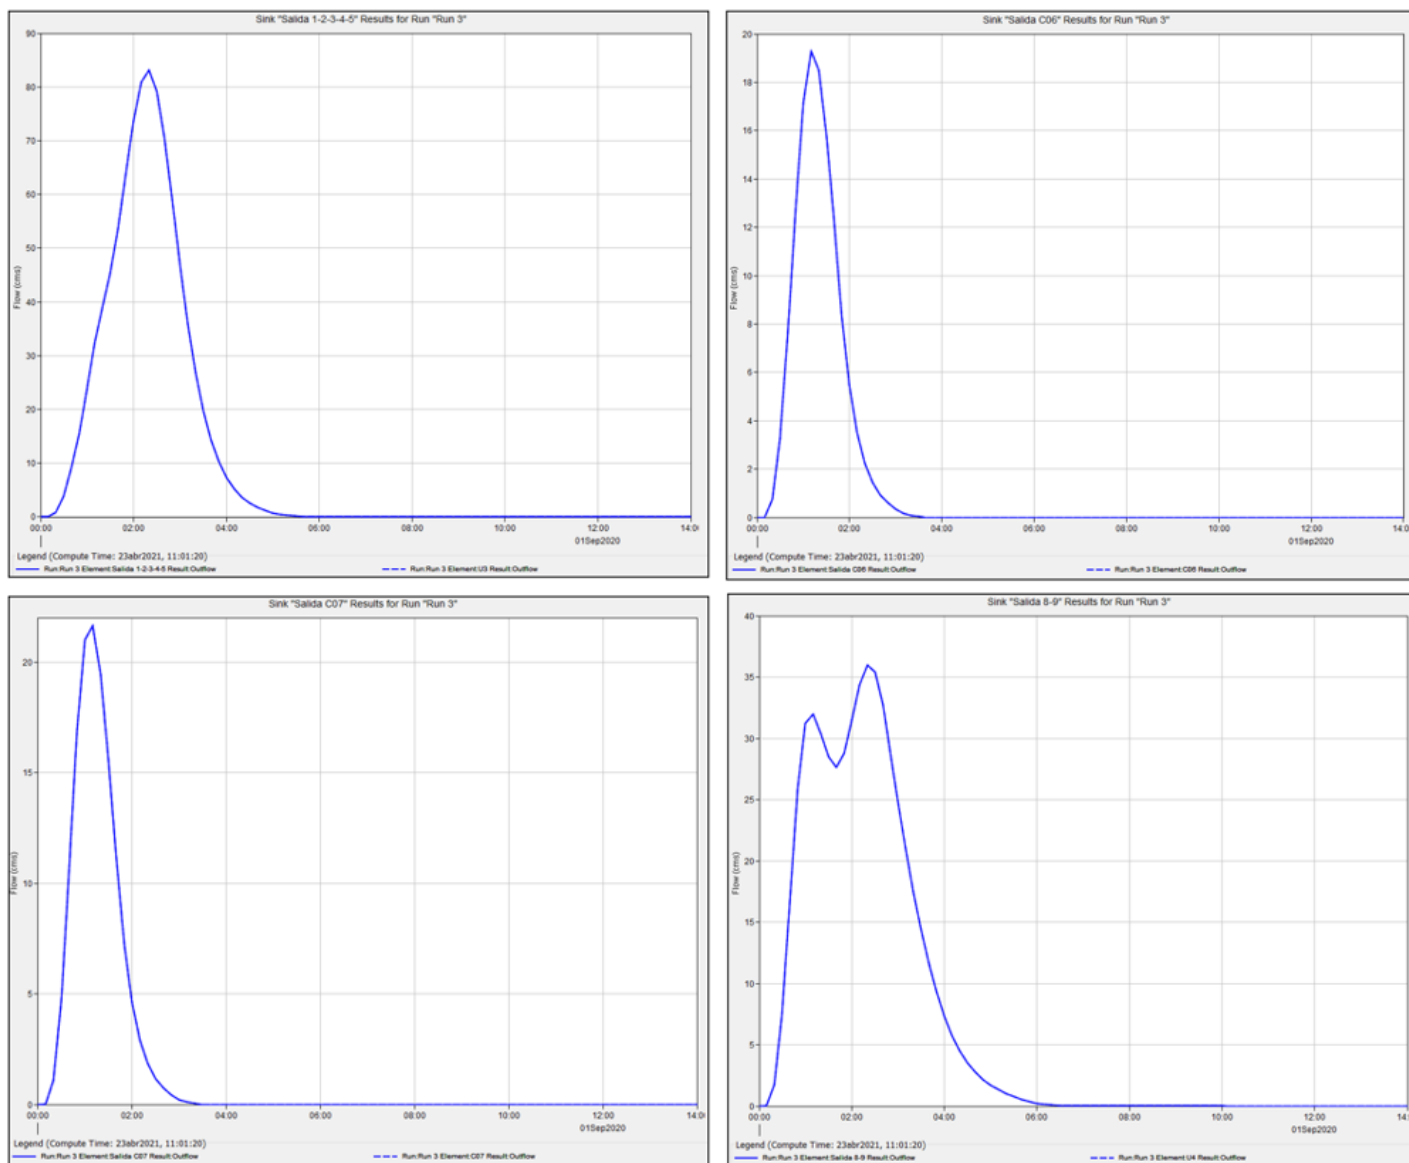 Sink "Salida 1-2-3-4-5" Results for Run "Run 3"
90
80
70
60
50
40
30
20
10
0
Flow (cms)
00:00 02:00 04:00 06:00 08:00 10:00 12:00 14:00
01Sep2020
Legend (Compute Time: 23abr2021, 11:01:20)
Run:Run 3 Element:Salida 1-2-3-4-5 Result:Outflow Run:Run 3 Element:U3 Result:Outflow
Sink "Salida C06" Results for Run "Run 3"
20
18
16
14
12
10
8
6
4
2
0
Flow (cms)
00:00 02:00 04:00 06:00 08:00 10:00 12:00 14:0
01Sep2020
Legend (Compute Time: 23abr2021, 11:01:20)
Run:Run 3 Element:Salida C06 Result:Outflow Run:Run 3 Element:C06 Result:Outflow
Sink "Salida C07" Results for Run "Run 3"
20
15
10
5
0
Flow (cms)
00:00 02:00 04:00 06:00 08:00 10:00 12:00 14:0
01Sep2020
Legend (Compute Time: 23abr2021, 11:01:20)
Run:Run 3 Element:Salida C07 Result:Outflow Run:Run 3 Element:C07 Result:Outflow
Sink "Salida 8-9" Results for Run "Run 3"
40
35
30
25
20
15
10
5
0
Flow (cms)
00:00 02:00 04:00 06:00 08:00 10:00 12:00 14:0
01Sep2020
Legend (Compute Time: 23abr2021, 11:01:20)
Run:Run 3 Element:Salida 8-9 Result:Outflow Run:Run 3 Element:U4 Result:Outflow